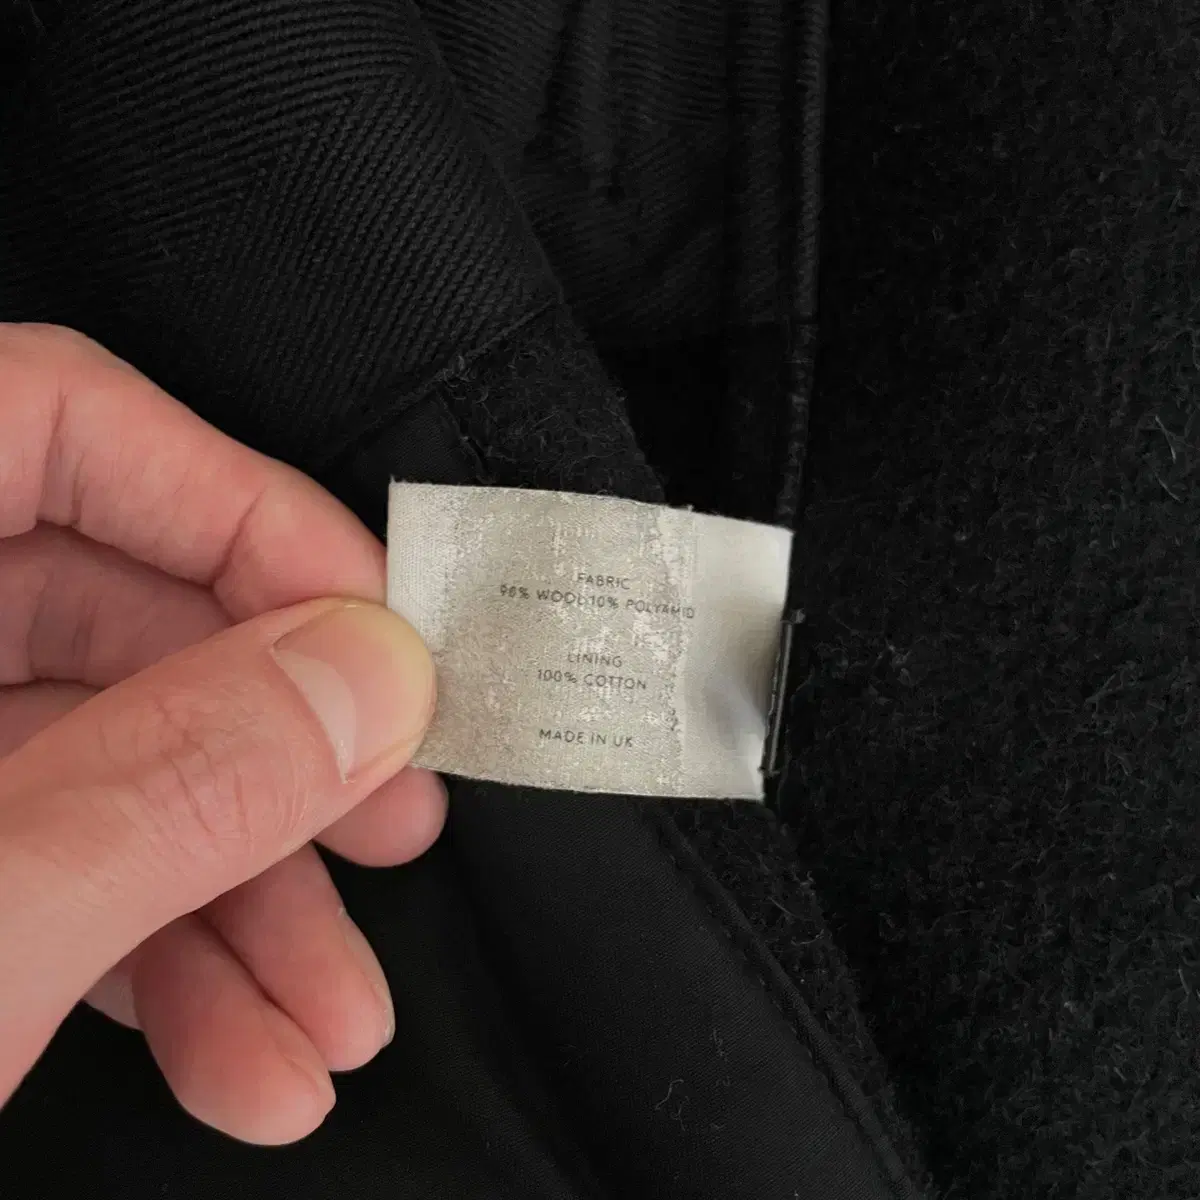 FABRIC
90% WOOL 10% POLYAMID
LINING
100% COTTON
MADE IN UK